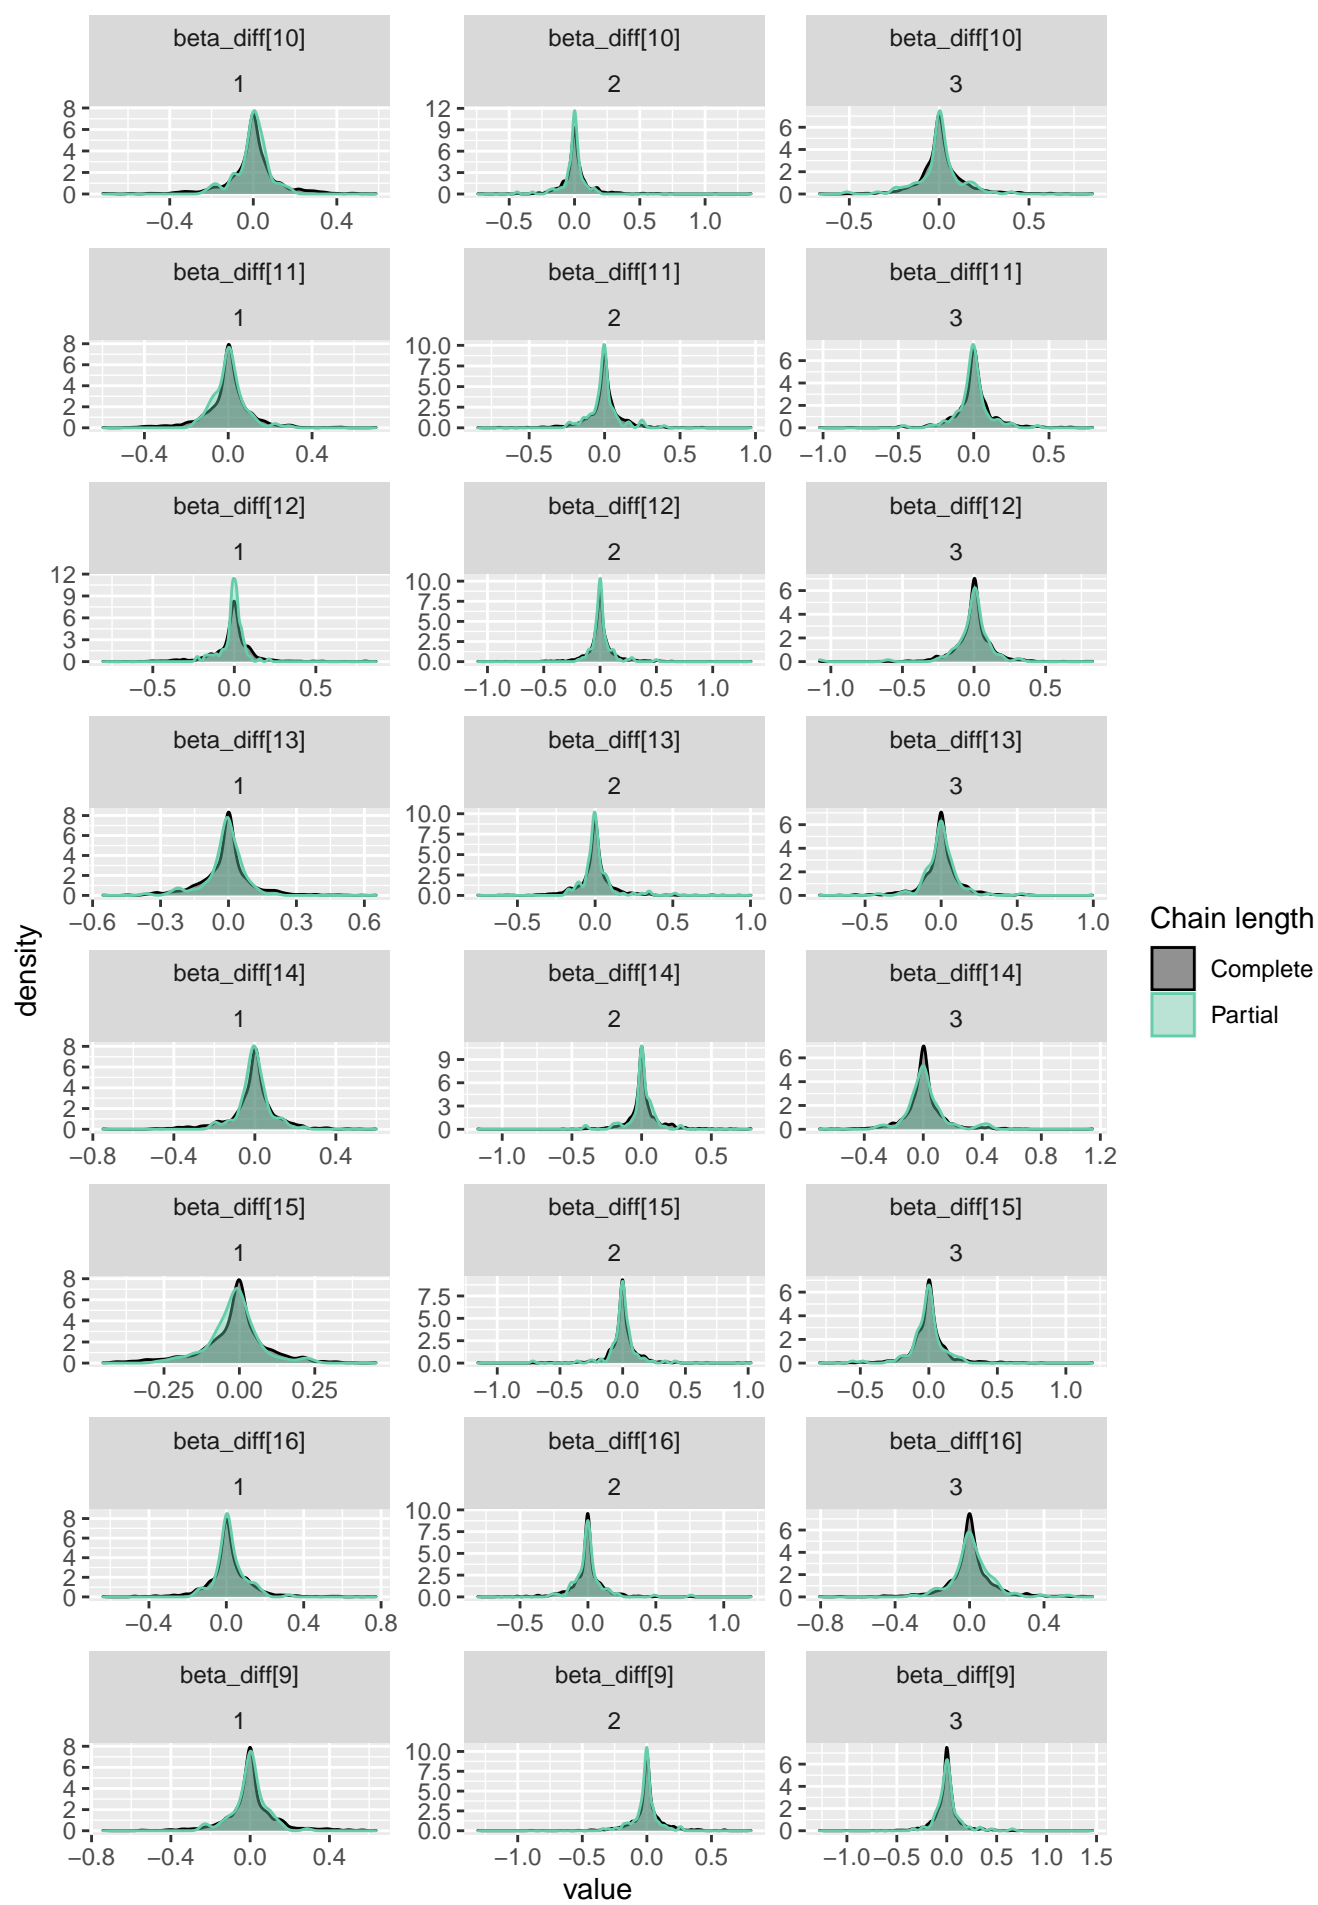 beta_diff[10] beta_diff[10] beta_diff[10]
1 2 3
8 6 4 2 0
12 9 6 3 0
6 4 2 0
−0.4 0.0 0.4
−0.5 0.0 0.5 1.0
−0.5 0.0 0.5
beta_diff[11] beta_diff[11] beta_diff[11]
1 2 3
8 6 4 2 0
10.0 7.5 5.0 2.5 0.0
6 4 2 0
−0.4 0.0 0.4
−0.5 0.0 0.5 1.0
−1.0 −0.5 0.0 0.5
beta_diff[12] beta_diff[12] beta_diff[12]
1 2 3
12 9 6 3 0
10.0 7.5 5.0 2.5 0.0
6 4 2 0
−0.5 0.0 0.5
−1.0 −0.5 0.0 0.5 1.0
−1.0 −0.5 0.0 0.5
beta_diff[13] beta_diff[13] beta_diff[13]
1 2 3
8 6 4 2 0
10.0 7.5 5.0 2.5 0.0
6 4 2 0
−0.6 −0.3 0.0 0.3 0.6
−0.5 0.0 0.5 1.0
−0.5 0.0 0.5 1.0
beta_diff[14] beta_diff[14] beta_diff[14]
1 2 3
8 6 4 2 0
9 6 3 0
6 4 2 0
−0.8 −0.4 0.0 0.4
−1.0 −0.5 0.0 0.5
−0.4 0.0 0.4 0.8 1.2
beta_diff[15] beta_diff[15] beta_diff[15]
1 2 3
8 6 4 2 0
7.5 5.0 2.5 0.0
6 4 2 0
−0.25 0.00 0.25
−1.0 −0.5 0.0 0.5 1.0
−0.5 0.0 0.5 1.0
beta_diff[16] beta_diff[16] beta_diff[16]
1 2 3
8 6 4 2 0
10.0 7.5 5.0 2.5 0.0
6 4 2 0
−0.4 0.0 0.4 0.8
−0.5 0.0 0.5 1.0
−0.8 −0.4 0.0 0.4
beta_diff[9] beta_diff[9] beta_diff[9]
1 2 3
8 6 4 2 0
10.0 7.5 5.0 2.5 0.0
6 4 2 0
−0.8 −0.4 0.0 0.4
−1.0 −0.5 0.0 0.5
−1.0 −0.5 0.0 0.5 1.0 1.5
value
density
Chain length
Complete
Partial